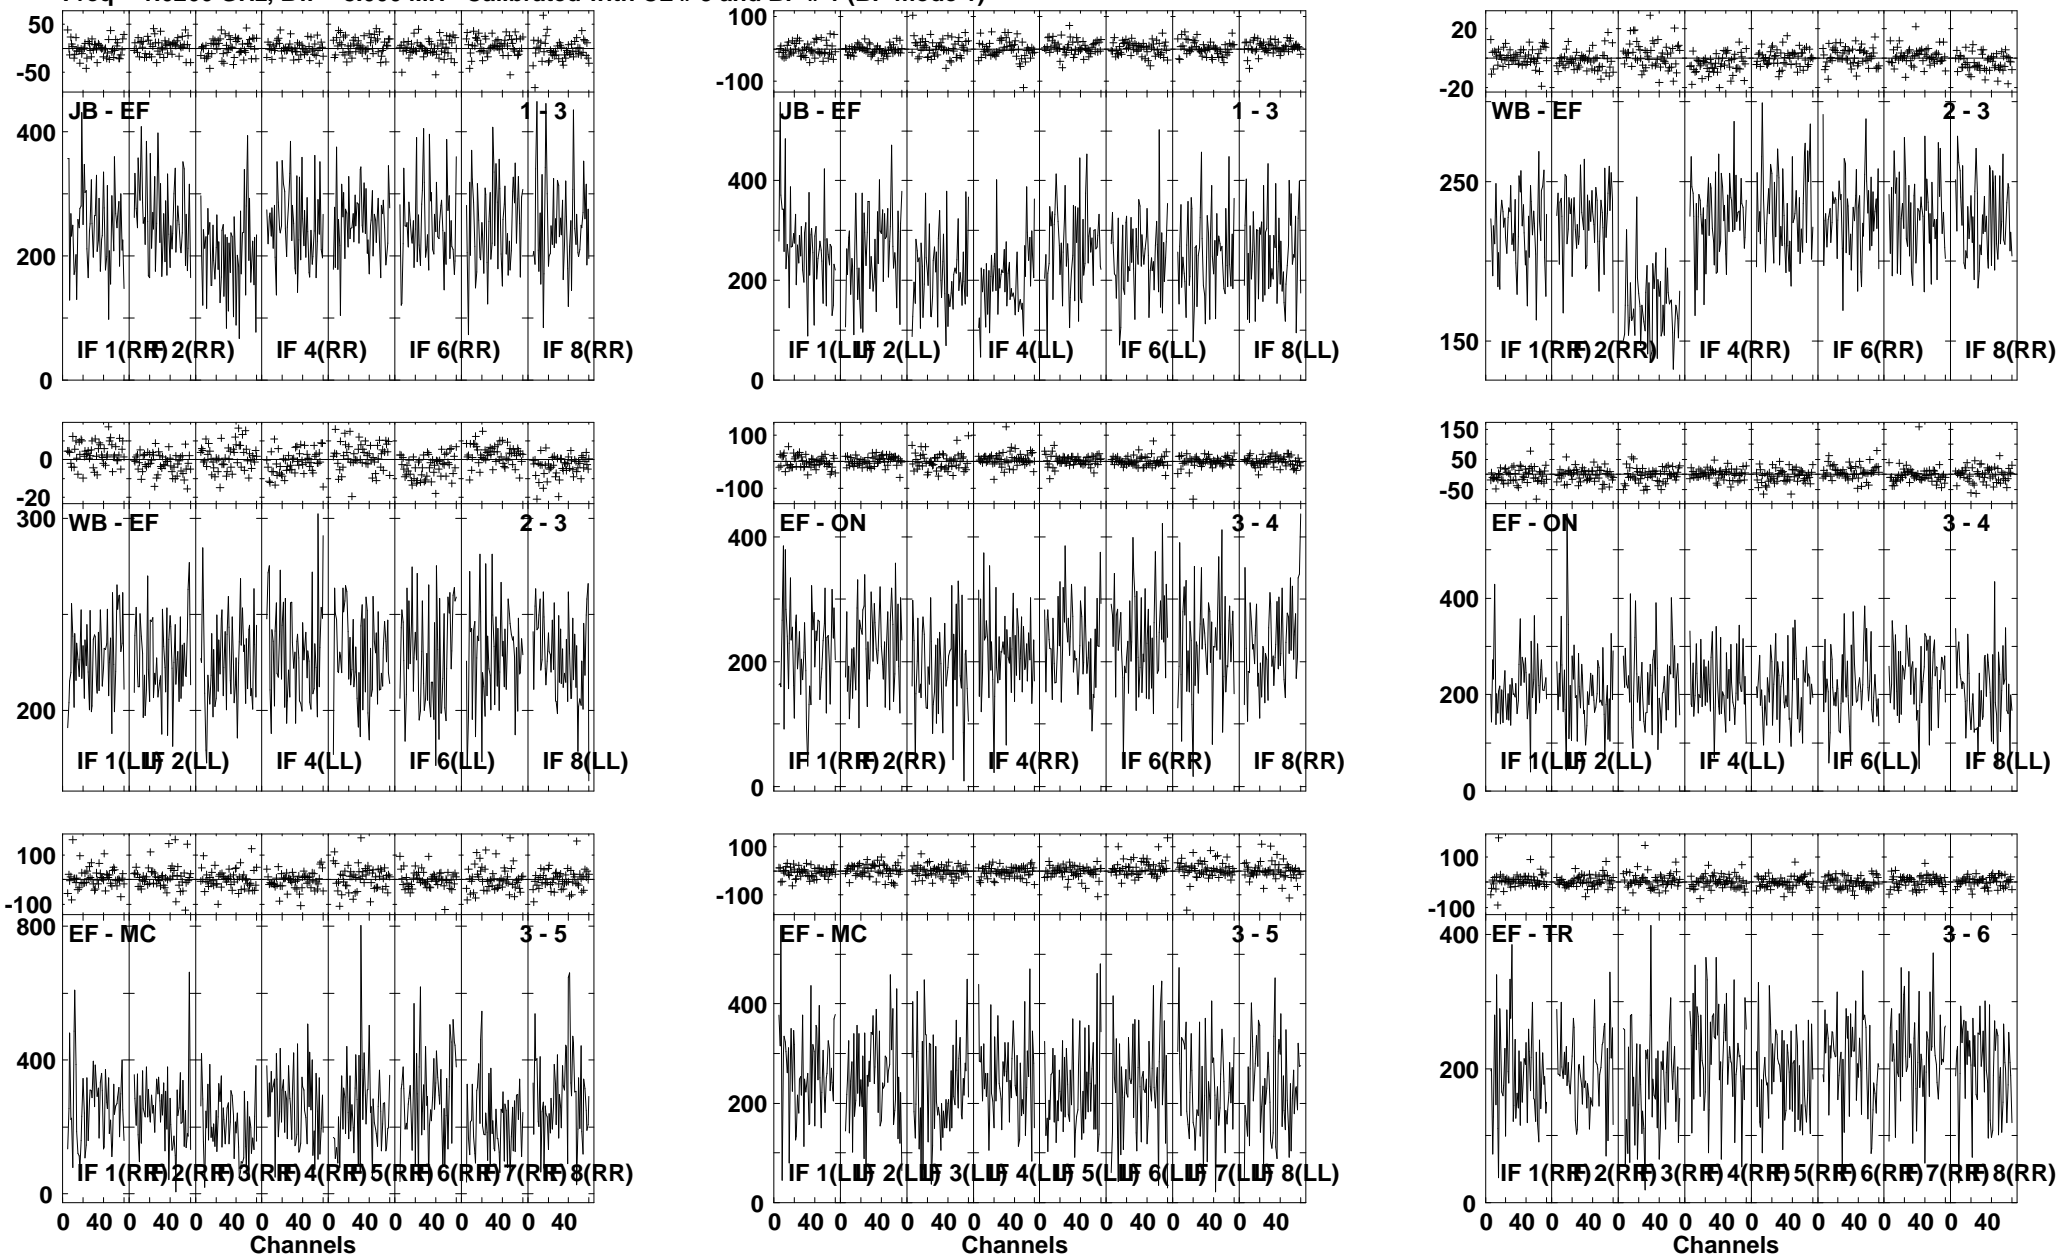 50
-50
JB - EF 1 - 3
400
200
0
IF 1(RR) IF 2(RR) IF 4(RR) IF 6(RR) IF 8(RR)
100
-100
JB - EF 1 - 3
400
200
0
IF 1(LL) IF 2(LL) IF 4(LL) IF 6(LL) IF 8(LL)
20
-20
WB - EF 2 - 3
250
150
IF 1(RR) IF 2(RR) IF 4(RR) IF 6(RR) IF 8(RR)
0
-20
300
WB - EF 2 - 3
200
IF 1(LL) IF 2(LL) IF 4(LL) IF 6(LL) IF 8(LL)
100
-100
EF - ON 3 - 4
400
200
0
IF 1(RR) IF 2(RR) IF 4(RR) IF 6(RR) IF 8(RR)
150
50
-50
EF - ON 3 - 4
400
200
0
IF 1(LL) IF 2(LL) IF 4(LL) IF 6(LL) IF 8(LL)
100
-100
800
EF - MC 3 - 5
400
0
IF 1(RR) IF 2(RR) IF 3(RR) IF 4(RR) IF 5(RR) IF 6(RR) IF 7(RR) IF 8(RR)
0 40 0 40 0 40 0 40 0 40 0 40 0 40 0 40
Channels
100
-100
EF - MC 3 - 5
400
200
0
IF 1(LL) IF 2(LL) IF 3(LL) IF 4(LL) IF 5(LL) IF 6(LL) IF 7(LL) IF 8(LL)
0 40 0 40 0 40 0 40 0 40 0 40 0 40 0 40
Channels
100
-100
400
EF - TR 3 - 6
200
0
IF 1(RR) IF 2(RR) IF 3(RR) IF 4(RR) IF 5(RR) IF 6(RR) IF 7(RR) IF 8(RR)
0 40 0 40 0 40 0 40 0 40 0 40 0 40 0 40
Channels